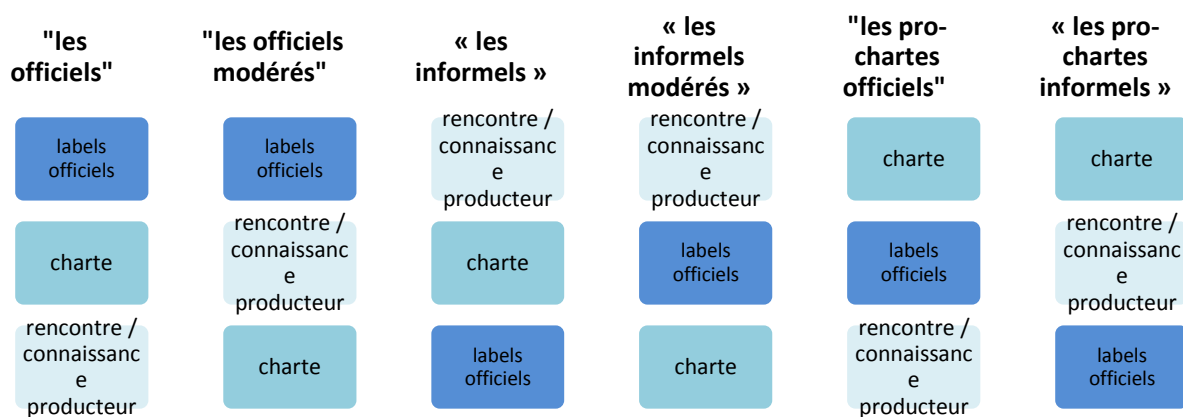 "les
officiels"
labels
officiels
charte
rencontre /
connaissanc
e
producteur
"les officiels
modérés"
labels
officiels
rencontre /
connaissanc
e
producteur
charte
« les
informels »
rencontre /
connaissanc
e
producteur
charte
labels
officiels
« les
informels
modérés »
rencontre /
connaissanc
e
producteur
labels
officiels
charte
"les pro-
chartes
officiels"
charte
labels
officiels
rencontre /
connaissanc
e
producteur
« les pro-
chartes
informels »
charte
rencontre /
connaissanc
e
producteur
labels
officiels